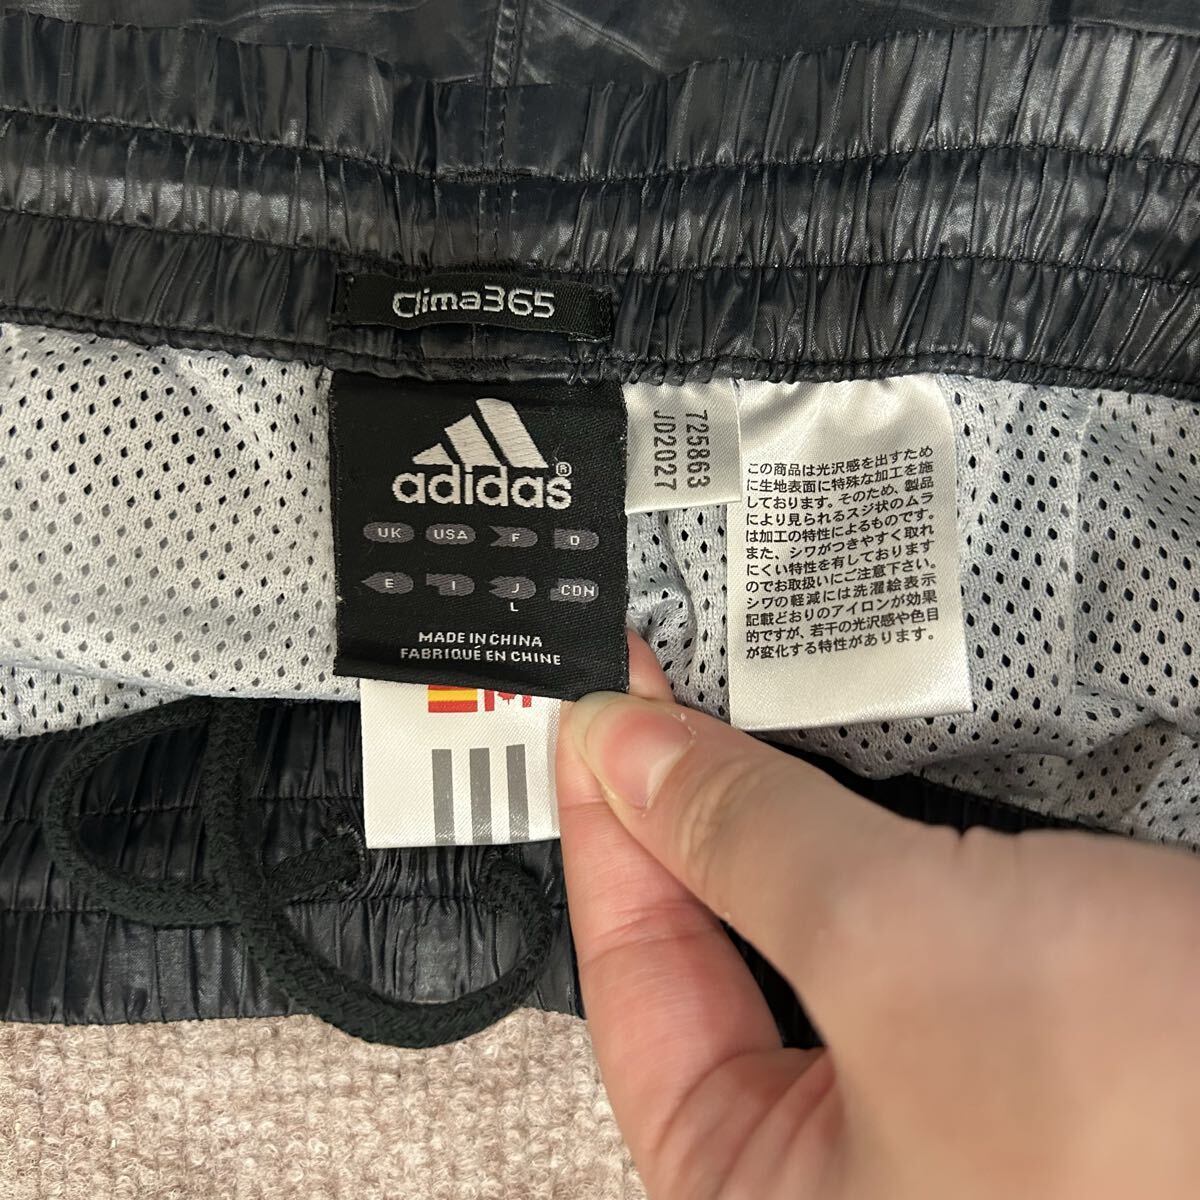 Clima365
adidas®
UK USA F D
E I J CDN
L
MADE IN CHINA
FABRIQUÉ EN CHINE
725863
JD2027
この商品は光沢感を出すため
に生地表面に特殊な加工を施
しております。そのため、製品
により見られるスジ状のムラ
は加工の特性によるものです。
また、シワがつきやすく取れ
にくい特性を有しております
のでお取扱いにご注意下さい。
シワの軽減には洗濯絵表示
記載どおりのアイロンが効果
的ですが、若干の光沢感や色目
が変化する特性があります。